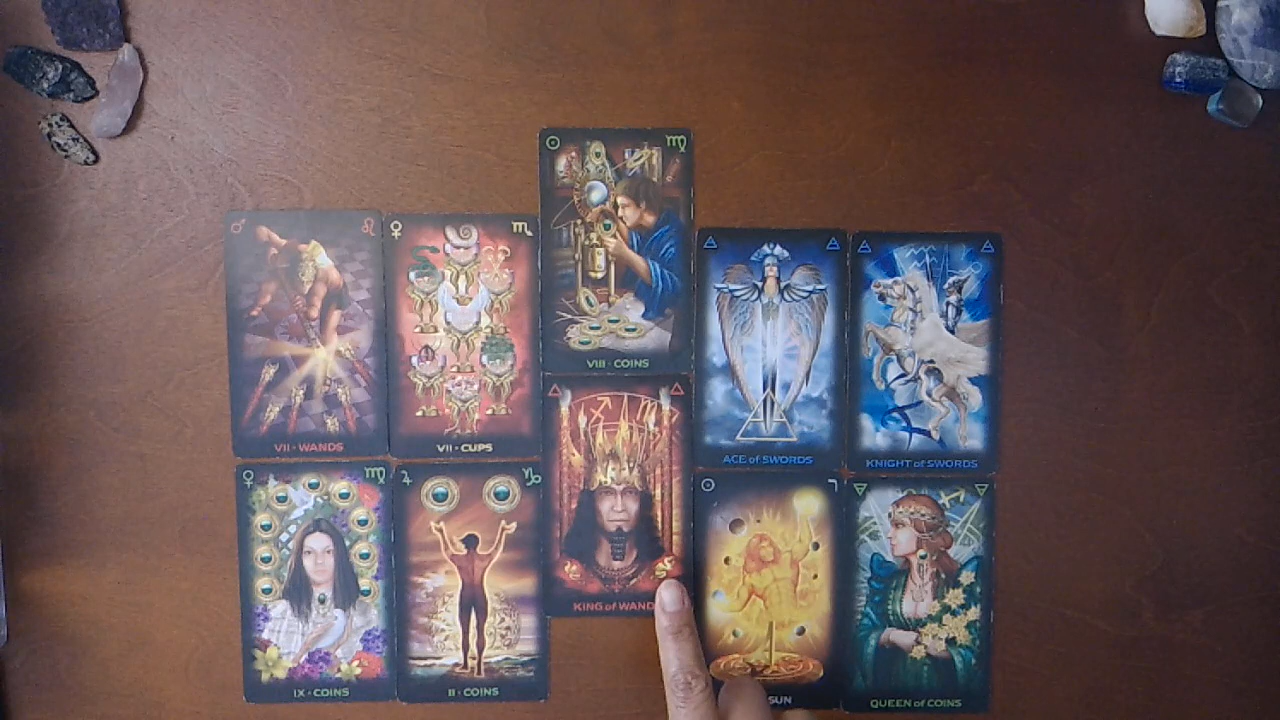 VIII · COINS
VII · WANDS
VII · CUPS
ACE of SWORDS
KNIGHT of SWORDS
KING of WAND
IX · COINS
II · COINS
SUN
QUEEN of COINS